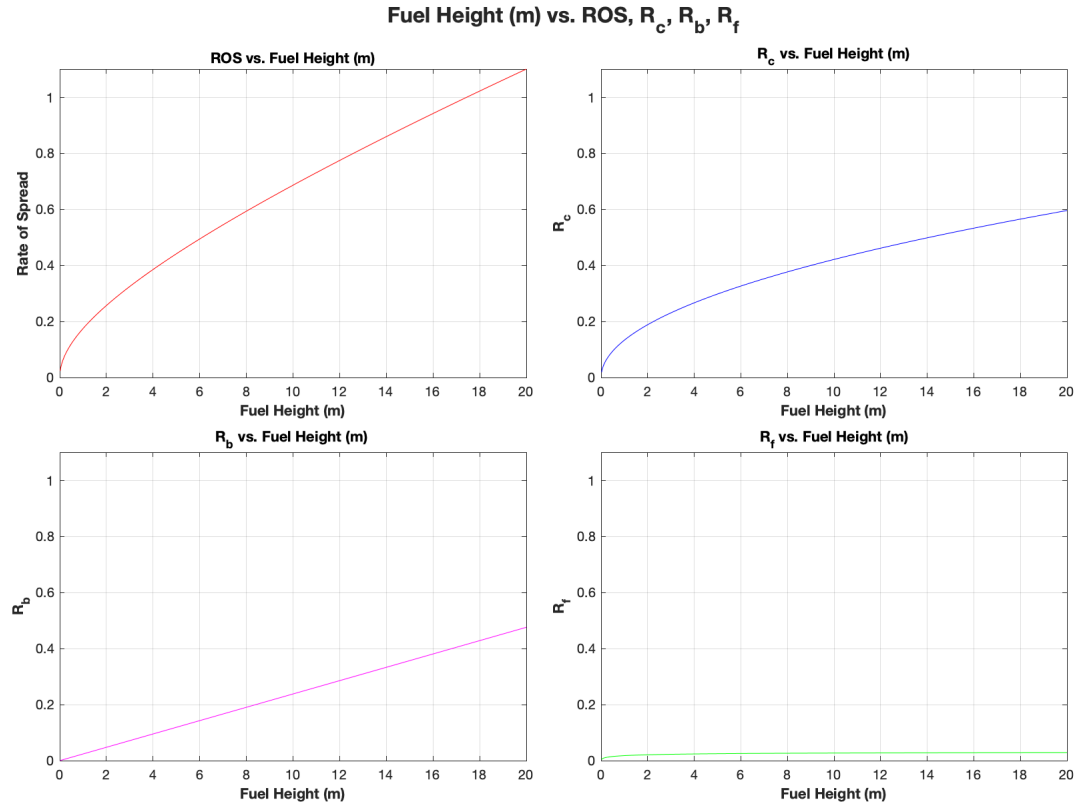 Fuel Height (m) vs. ROS, R_c, R_b, R_f
ROS vs. Fuel Height (m)
Rate of Spread
1
0.8
0.6
0.4
0.2
0
0 2 4 6 8 10 12 14 16 18 20
Fuel Height (m)
R_c vs. Fuel Height (m)
R_c
1
0.8
0.6
0.4
0.2
0
0 2 4 6 8 10 12 14 16 18 20
Fuel Height (m)
R_b vs. Fuel Height (m)
R_b
1
0.8
0.6
0.4
0.2
0
0 2 4 6 8 10 12 14 16 18 20
Fuel Height (m)
R_f vs. Fuel Height (m)
R_f
1
0.8
0.6
0.4
0.2
0
0 2 4 6 8 10 12 14 16 18 20
Fuel Height (m)